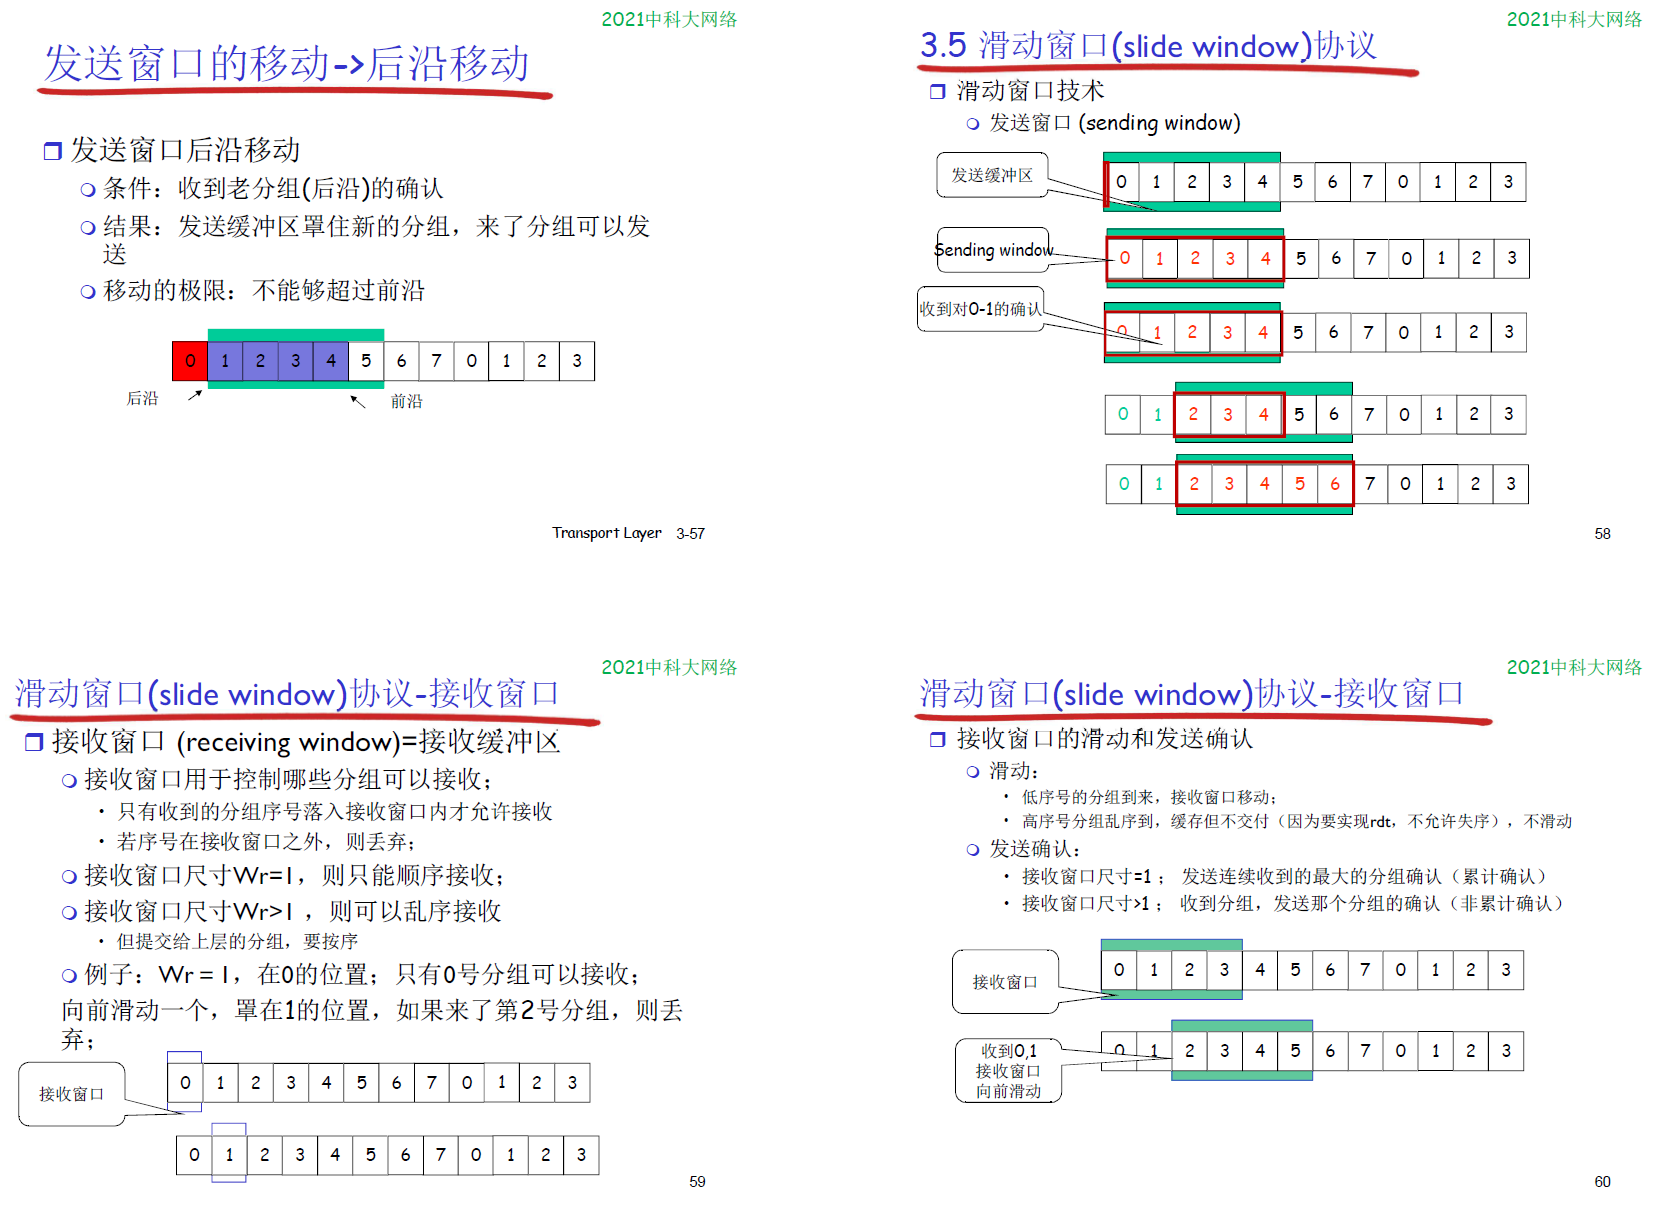 2021中科大网络
发送窗口的移动->后沿移动
发送窗口后沿移动
条件：收到老分组(后沿)的确认
结果：发送缓冲区罩住新的分组，来了分组可以发
送
移动的极限：不能够超过前沿
0 1 2 3 4 5 6 7 0 1 2 3
后沿
前沿
Transport Layer 3-57
2021中科大网络
3.5 滑动窗口(slide window)协议
滑动窗口技术
发送窗口 (sending window)
发送缓冲区
0 1 2 3 4 5 6 7 0 1 2 3
Sending window
0 1 2 3 4 5 6 7 0 1 2 3
收到对0-1的确认
0 1 2 3 4 5 6 7 0 1 2 3
0 1 2 3 4 5 6 7 0 1 2 3
0 1 2 3 4 5 6 7 0 1 2 3
58
2021中科大网络
滑动窗口(slide window)协议-接收窗口
接收窗口 (receiving window)=接收缓冲区
接收窗口用于控制哪些分组可以接收；
• 只有收到的分组序号落入接收窗口内才允许接收
• 若序号在接收窗口之外，则丢弃；
接收窗口尺寸Wr=1，则只能顺序接收；
接收窗口尺寸Wr>1 ，则可以乱序接收
• 但提交给上层的分组，要按序
例子：Wr＝1，在0的位置；只有0号分组可以接收；
向前滑动一个，罩在1的位置，如果来了第2号分组，则丢
弃；
接收窗口
0 1 2 3 4 5 6 7 0 1 2 3
0 1 2 3 4 5 6 7 0 1 2 3
59
2021中科大网络
滑动窗口(slide window)协议-接收窗口
接收窗口的滑动和发送确认
滑动：
• 低序号的分组到来，接收窗口移动；
• 高序号分组乱序到，缓存但不交付（因为要实现rdt，不允许失序），不滑动
发送确认：
• 接收窗口尺寸=1； 发送连续收到的最大的分组确认（累计确认）
• 接收窗口尺寸>1； 收到分组，发送那个分组的确认（非累计确认）
接收窗口
0 1 2 3 4 5 6 7 0 1 2 3
收到0,1
接收窗口
向前滑动
0 1 2 3 4 5 6 7 0 1 2 3
60